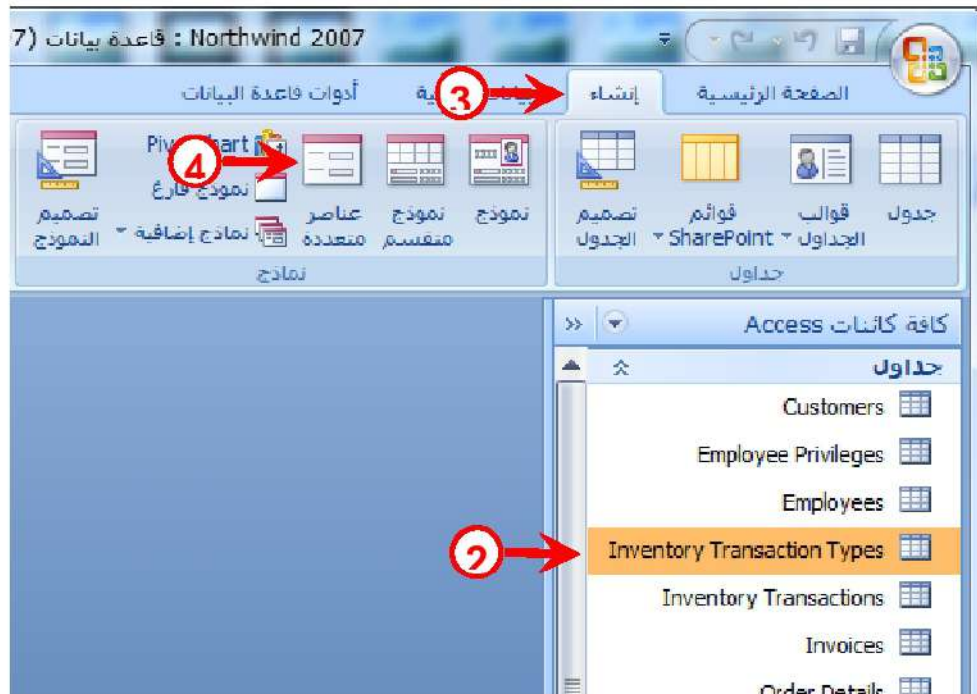 Northwind 2007 : قاعدة بيانات (7
الصفحة الرئيسية
إنشاء
3
أدوات قاعدة البيانات
جدول
قوالب الجداول
قوائم SharePoint
تصميم الجدول
جداول
نموذج
نموذج منقسم
عناصر متعددة
4
نموذج فارغ
نماذج إضافية
تصميم النموذج
نماذج
كافة كائنات Access
جداول
Customers
Employee Privileges
Employees
2
Inventory Transaction Types
Inventory Transactions
Invoices
Order Details